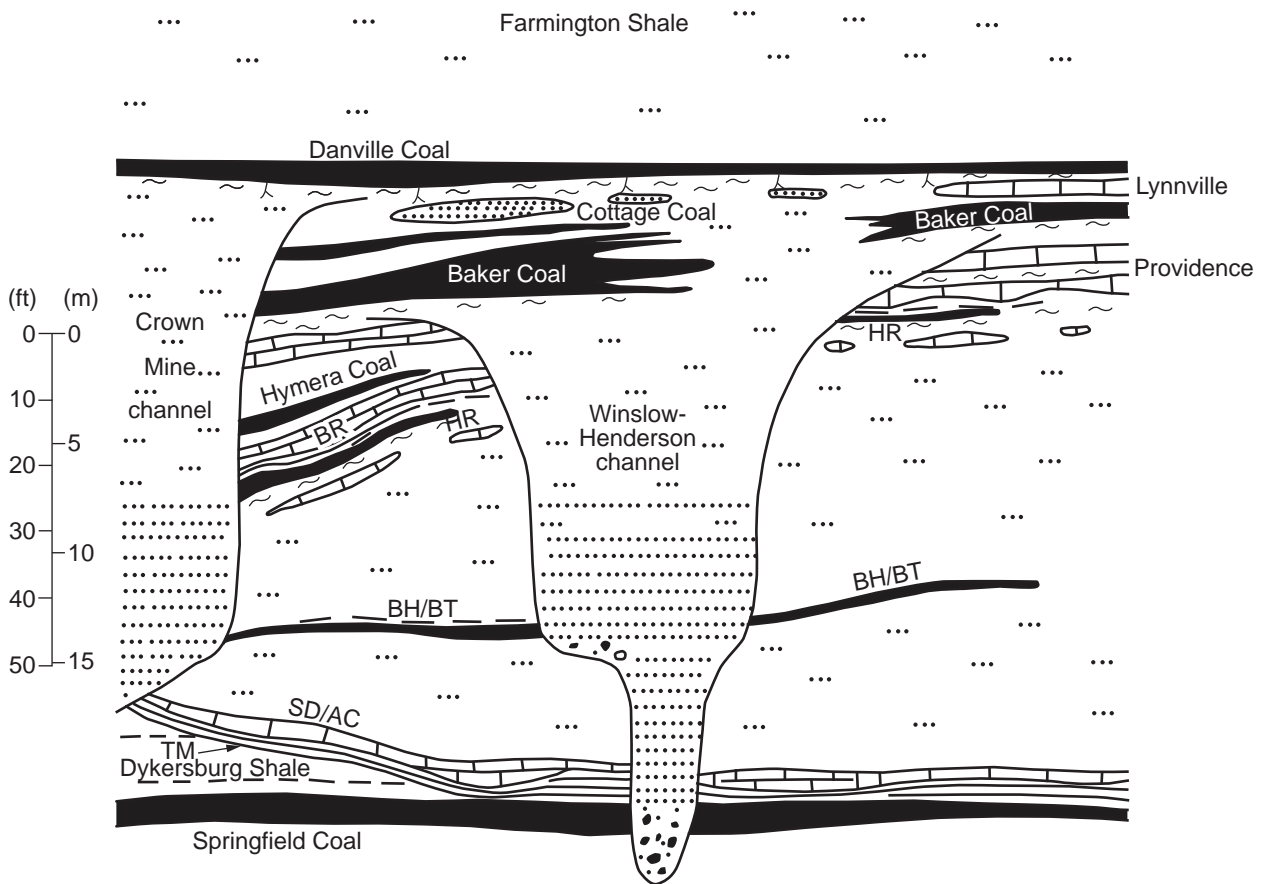 Farmington Shale
Danville Coal
Lynnville
Cottage Coal
Baker Coal
Baker Coal
Providence
(ft) (m)
0 0
Crown
Mine
channel
HR
Hymera Coal
10
BR
HR
Winslow-
Henderson
channel
5
20
30
10
40
BH/BT
BH/BT
50 15
SD/AC
TM
Dykersburg Shale
Springfield Coal